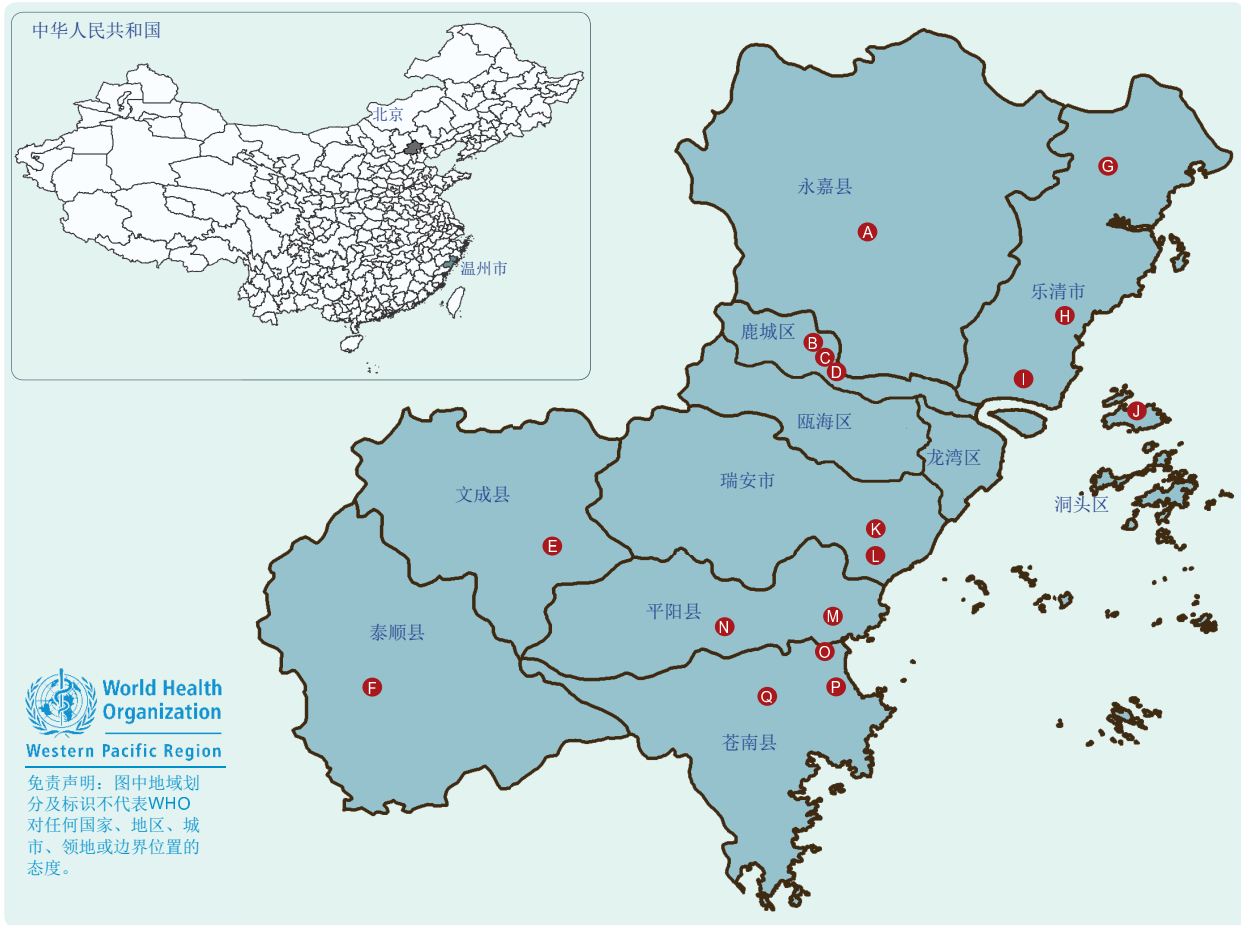 中华人民共和国
北京
温州市
永嘉县
G
A
乐清市
H
鹿城区
B
C
D
I
J
瓯海区
龙湾区
瑞安市
文成县
洞头区
K
E
L
平阳县
N
M
泰顺县
O
F
Q
P
苍南县
World Health
Organization
Western Pacific Region
免责声明：图中地域划
分及标识不代表WHO
对任何国家、地区、城
市、领地或边界位置的
态度。